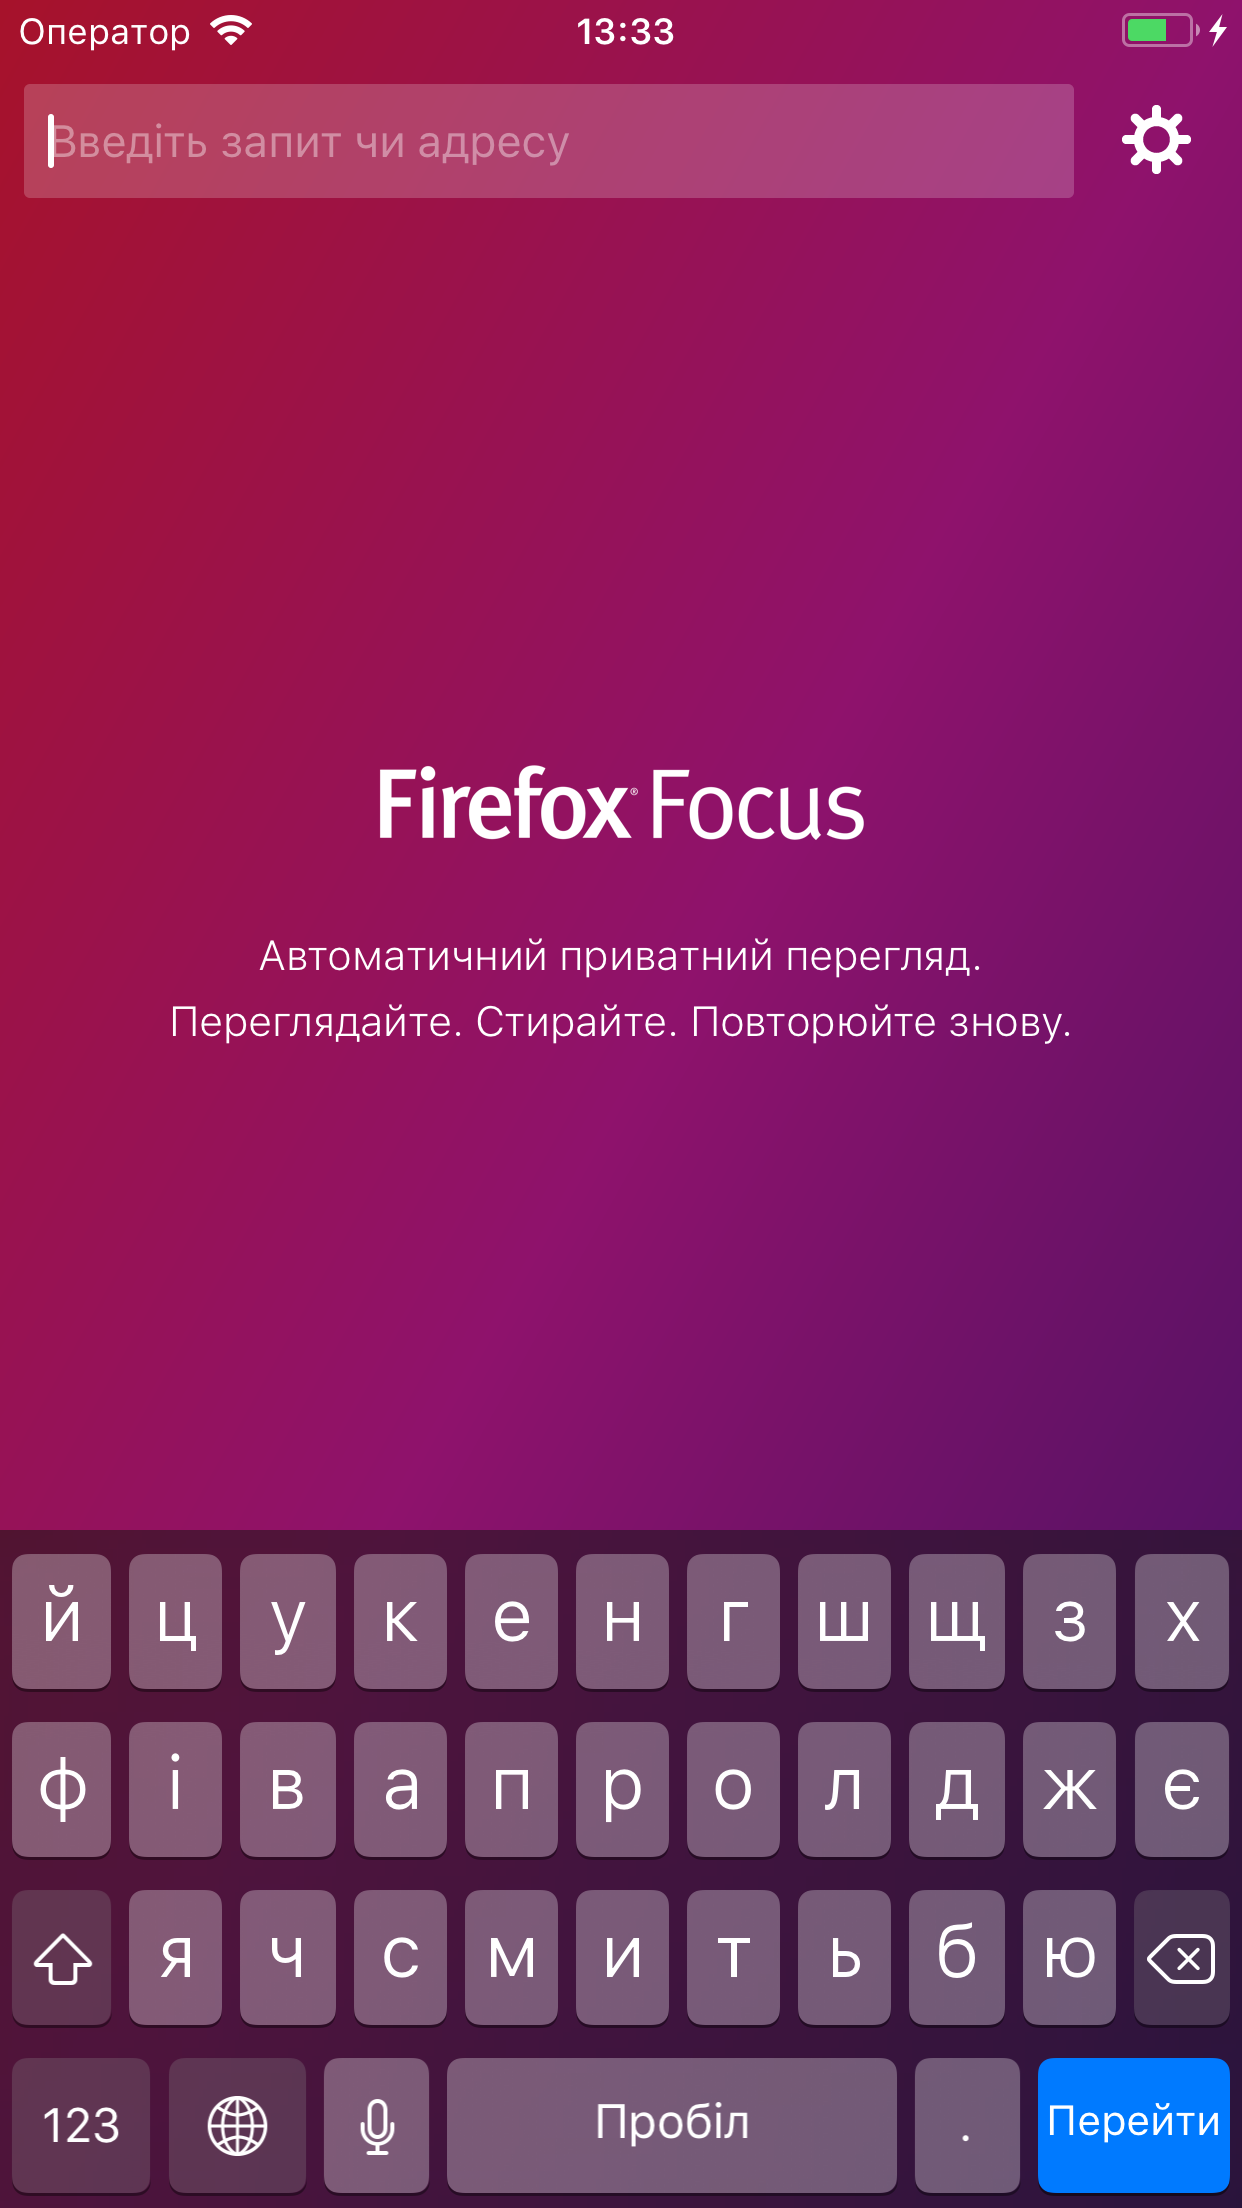 Оператор 13:33
Введіть запит чи адресу
Firefox® Focus
Автоматичний приватний перегляд.
Переглядайте. Стирайте. Повторюйте знову.
й ц у к е н г ш щ з х
ф і в а п р о л д ж є
я ч с м и т ь б ю
123 Пробіл . Перейти